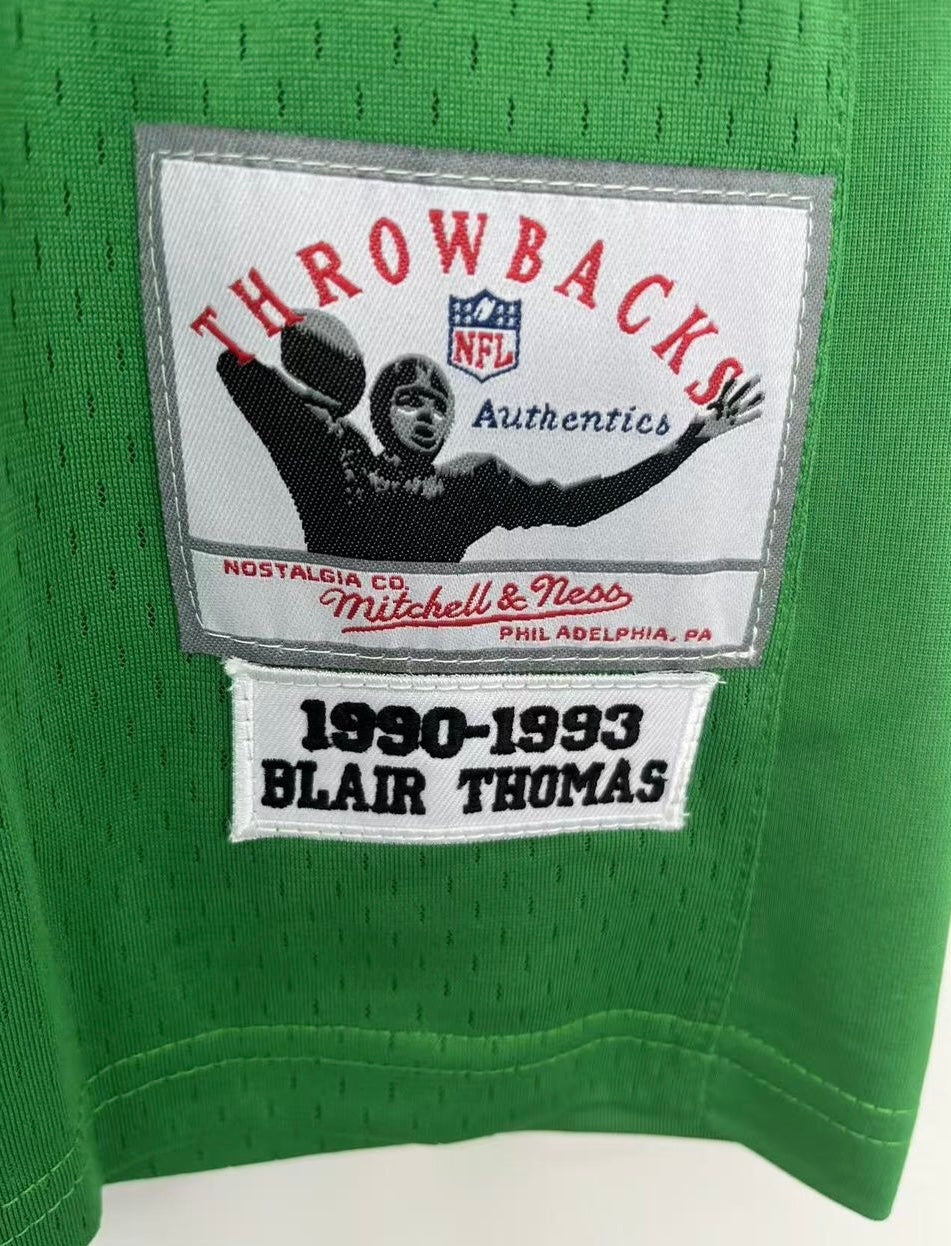 THROWBACKS
NFL
Authentics
NOSTALGIA CO.
Mitchell & Ness
PHILADELPHIA, PA
1990-1993
BLAIR THOMAS